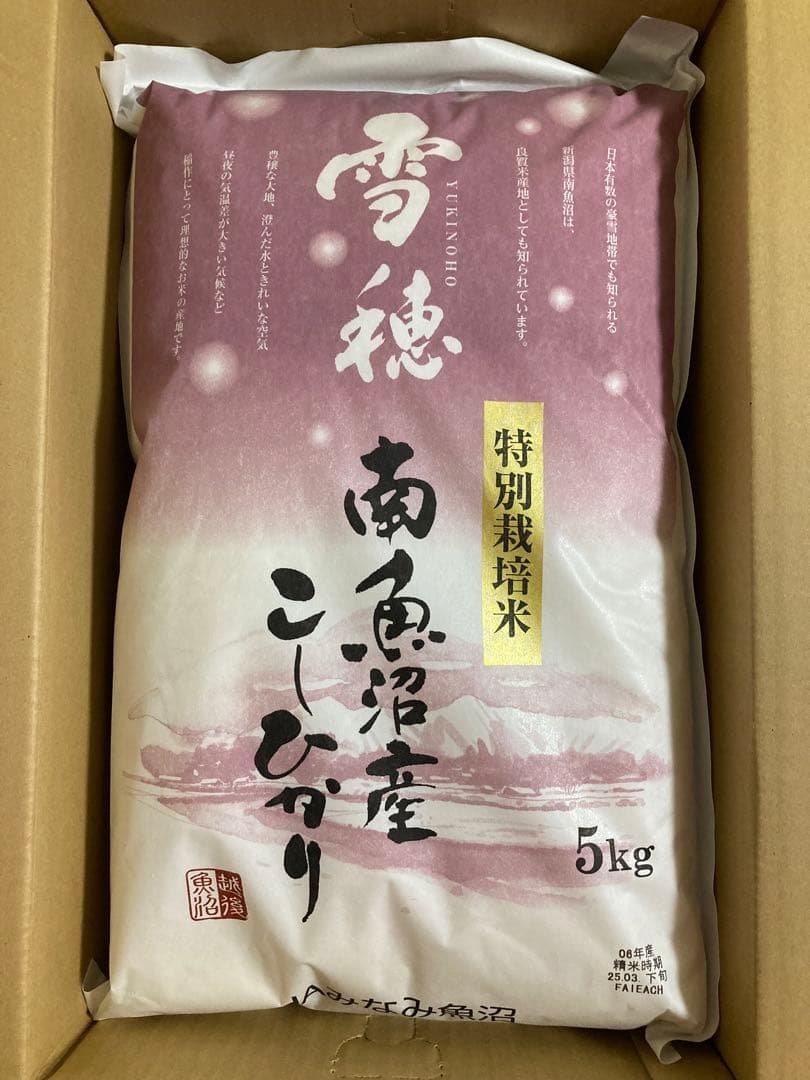 日本有数の豪雪地帯でも知られる
新潟県南魚沼は、
良質米産地としても知られています。
雪穂
YUKINOHO
豊穣な大地、澄んだ水ときれいな空気
昼夜の気温差が大きい気候など
稲作にとって理想的なお米の産地です。
特別栽培米
南魚沼産
こしひかり
5kg
越後
魚沼
06年産
精米時期
25.03. 下旬
FAIEACH
JAみなみ魚沼